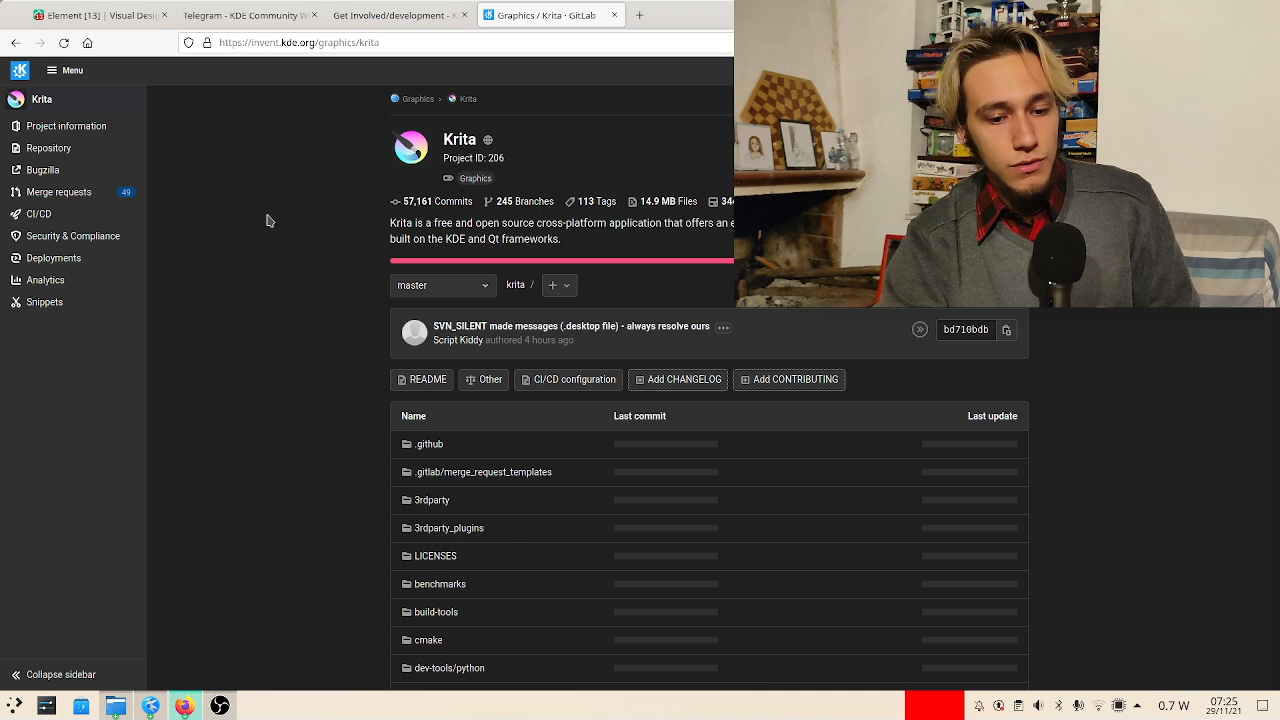 Element [13] | Visual Desi
Telegram - KDE Community W
Get Involved/development - K
Graphics / Krita · GitLab
https://invent.kde.org/graphics/krita
Menu
Krita
Project information
Repository
Bugzilla
Merge requests 49
CI/CD
Security & Compliance
Deployments
Analytics
Snippets
Collapse sidebar
Graphics › Krita
Krita
Project ID: 206
Graphics
57,161 Commits 245 Branches 113 Tags 14.9 MB Files 34
Krita is a free and open source cross-platform application that offers an e
built on the KDE and Qt frameworks.
master krita / +
SVN_SILENT made messages (.desktop file) - always resolve ours
Script Kiddy authored 4 hours ago
bd710bdb
README Other CI/CD configuration Add CHANGELOG Add CONTRIBUTING
Name Last commit Last update
.github
.gitlab/merge_request_templates
3rdparty
3rdparty_plugins
LICENSES
benchmarks
build-tools
cmake
dev-tools/python
0.7 W
07:25
29/11/21